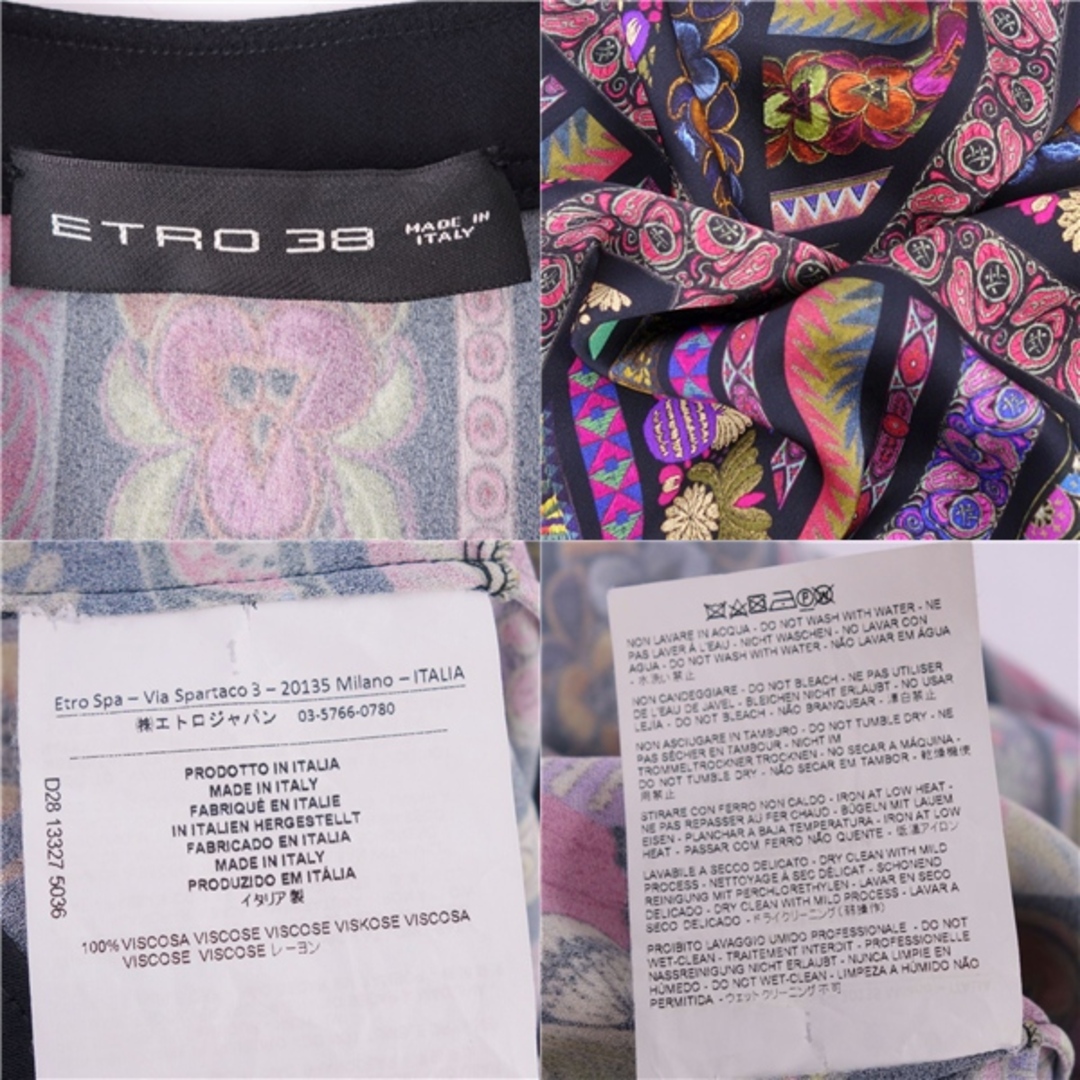 ETRO 38 MADE IN
ITALY
1
Etro Spa – Via Spartaco 3 – 20135 Milano – ITALIA
㈱エトロジャパン 03-5766-0780
PRODOTTO IN ITALIA
MADE IN ITALY
FABRIQUÉ EN ITALIE
IN ITALIEN HERGESTELLT
FABRICADO EN ITALIA
MADE IN ITALY
PRODUZIDO EM ITÁLIA
イタリア製
D28 13327 5036
100% VISCOSA VISCOSE VISCOSE VISKOSE VISCOSA
VISCOSE VISCOSE レーヨン
NON LAVARE IN ACQUA - DO NOT WASH WITH WATER - NE
PAS LAVER À L'EAU - NICHT WASCHEN - NO LAVAR CON
AGUA - DO NOT WASH WITH WATER - NÃO LAVAR EM ÁGUA
- 水洗い禁止
NON CANDEGGIARE - DO NOT BLEACH - NE PAS UTILISER
DE L'EAU DE JAVEL - BLEICHEN NICHT ERLAUBT - NO USAR
LEJIA - DO NOT BLEACH - NÃO BRANQUEAR - 漂白禁止
NON ASCIUGARE IN TAMBURO - DO NOT TUMBLE DRY - NE
PAS SÉCHER EN TAMBOUR - NICHT IM
TROMMELTROCKNER TROCKNEN - NO SECAR A MÁQUINA -
DO NOT TUMBLE DRY - NÃO SECAR EM TAMBOR - 乾燥機使
用禁止
STIRARE CON FERRO NON CALDO - IRON AT LOW HEAT -
NE PAS REPASSER AU FER CHAUD - BÜGELN MIT LAUEM
EISEN - PLANCHAR A BAJA TEMPERATURA - IRON AT LOW
HEAT - PASSAR COM FERRO NÃO QUENTE - 低温アイロン
LAVABILE A SECCO DELICATO - DRY CLEAN WITH MILD
PROCESS - NETTOYAGE À SEC DÉLICAT - SCHONEND
REINIGUNG MIT PERCHLORETHYLEN - LAVAR EN SECO
DELICADO - DRY CLEAN WITH MILD PROCESS - LAVAR A
SECO DELICADO - ドライクリーニング(弱操作)
PROIBITO LAVAGGIO UMIDO PROFESSIONALE - DO NOT
WET-CLEAN - TRAITEMENT INTERDIT - PROFESSIONELLE
NASSREINIGUNG NICHT ERLAUBT - NUNCA LIMPIE EN
HÚMEDO - DO NOT WET-CLEAN - LIMPEZA A HÚMIDO NÃO
PERMITIDA - ウェットクリーニング不可